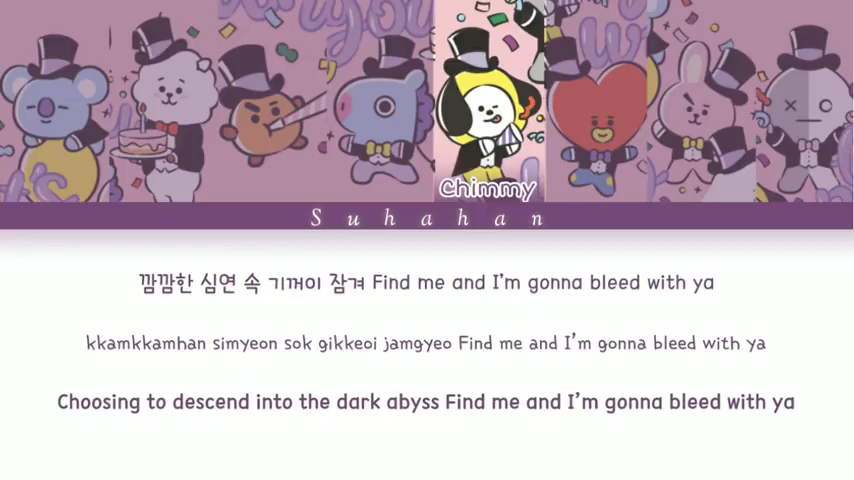 Chimmy
Suhahan
깜깜한 심연 속 기꺼이 잠겨 Find me and I'm gonna bleed with ya
kkamkkamhan simyeon sok gikkeoi jamgyeo Find me and I'm gonna bleed with ya
Choosing to descend into the dark abyss Find me and I'm gonna bleed with ya